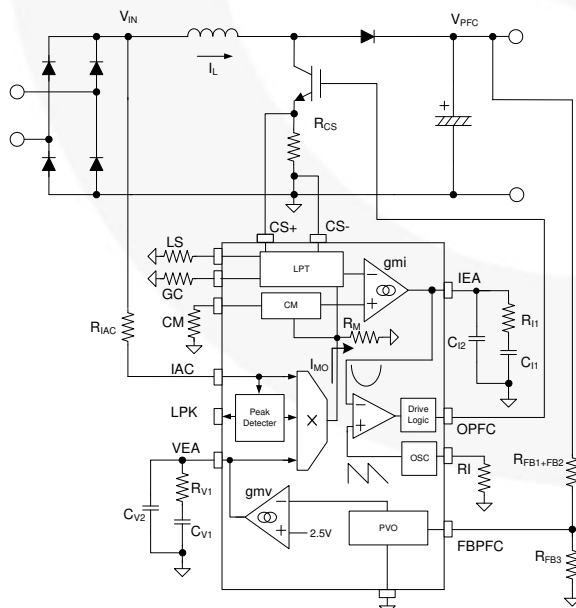 VIN
VPFC
IL
RCS
CS+
CS-
LS
LPT
gmi
IEA
GC
CM
CM
RM
RI1
CI2
CI1
RIAC
IMO
IAC
LPK
Peak
Detecter
X
Drive
Logic
OPFC
VEA
OSC
RI
RFB1+FB2
RV1
CV2
CV1
gmv
2.5V
PVO
FBPFC
RFB3